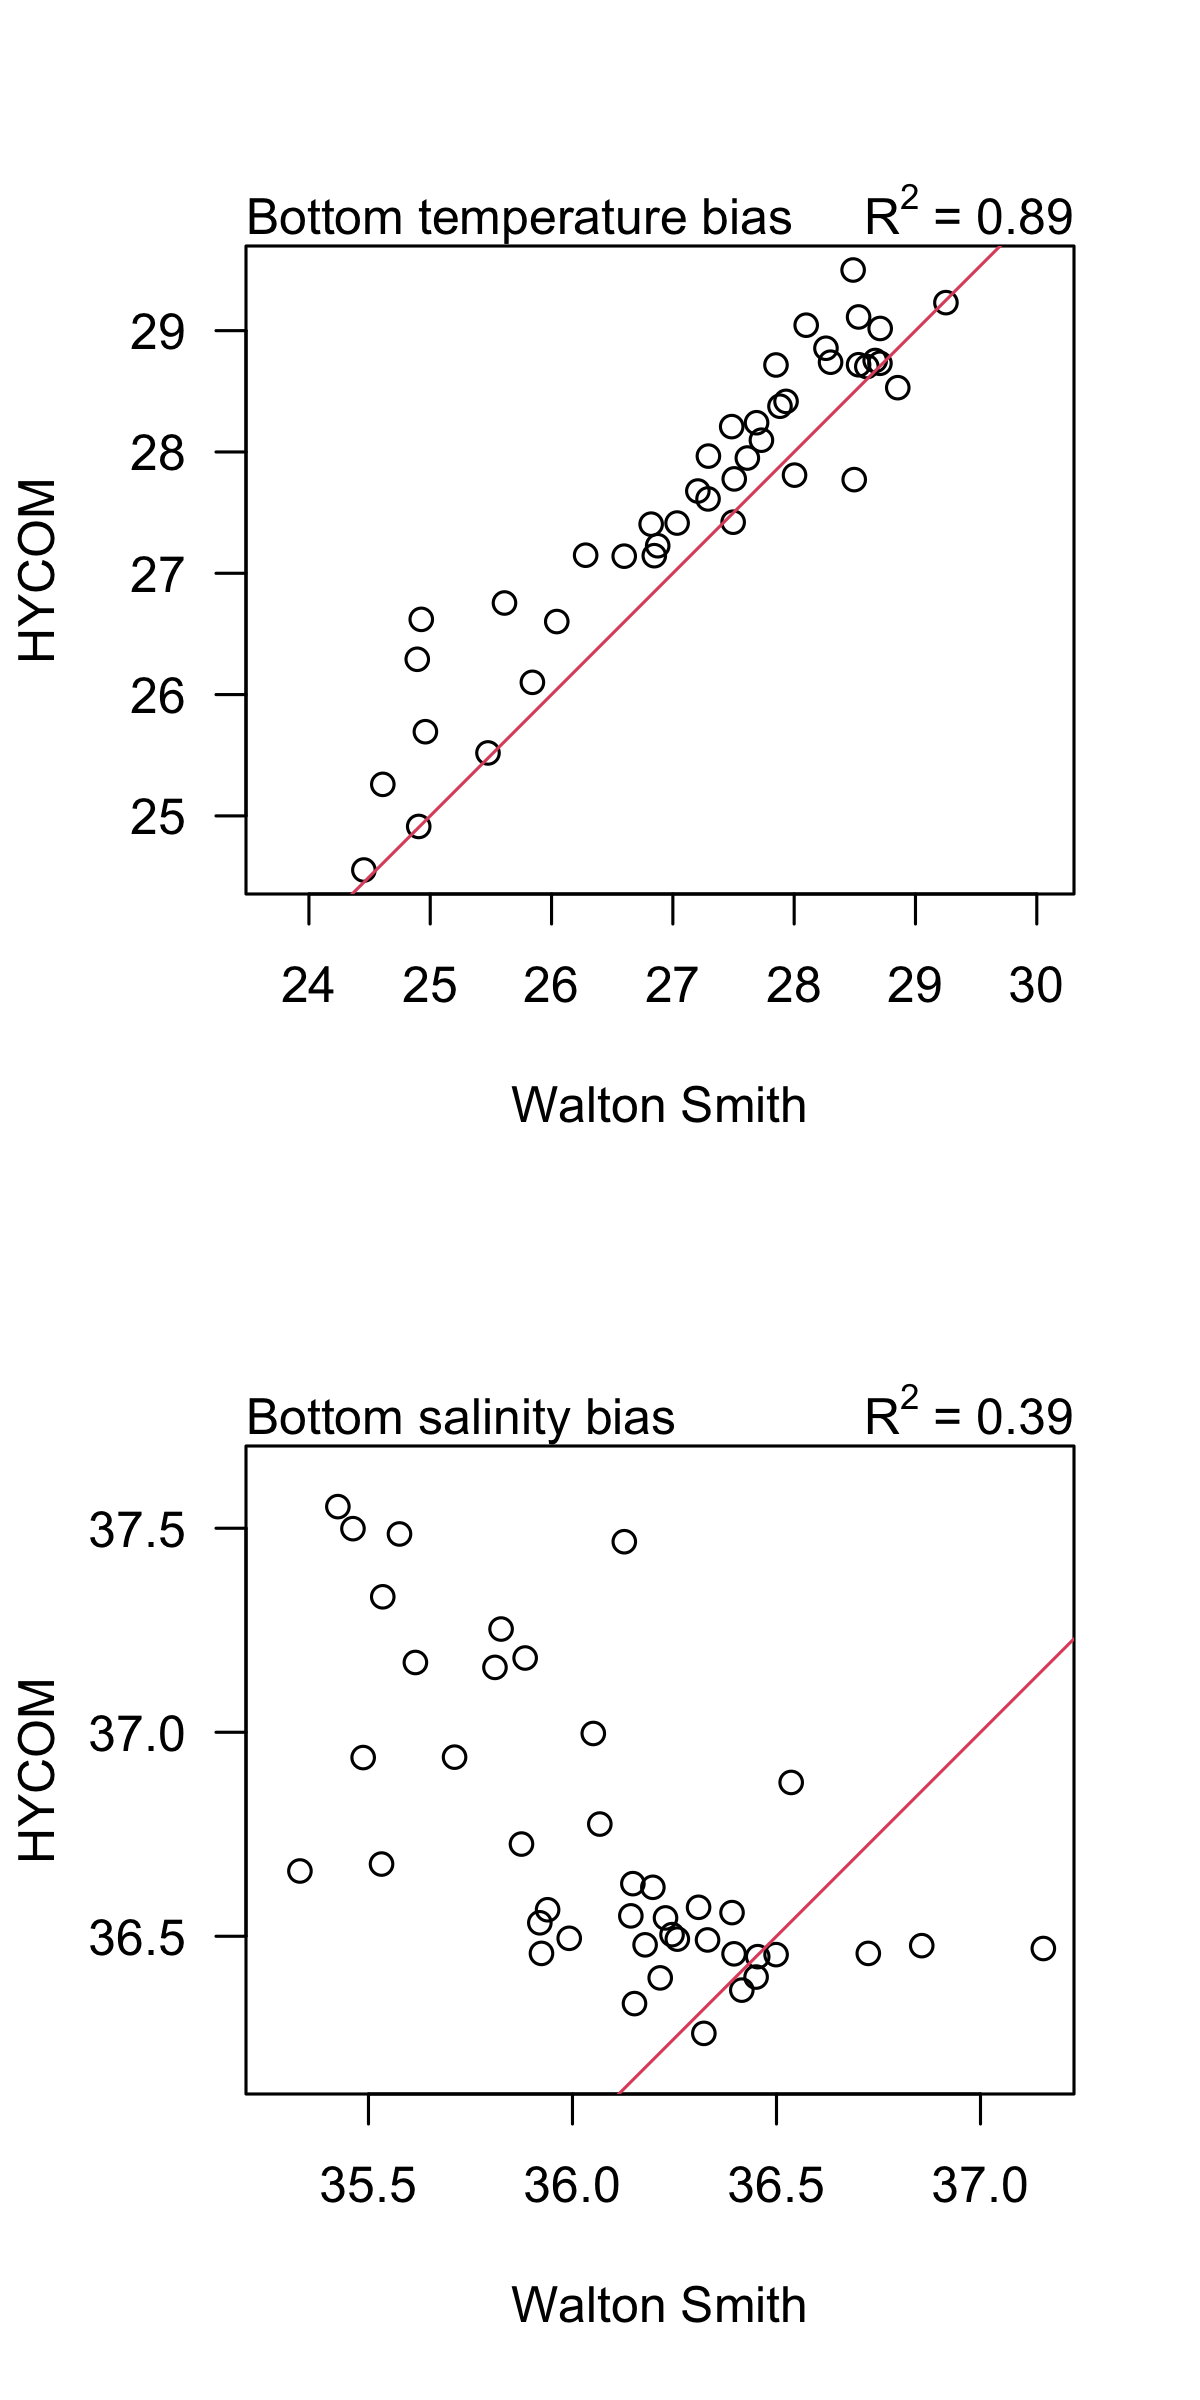 Bottom temperature bias R² = 0.89
29
28
27
26
25
HYCOM
24 25 26 27 28 29 30
Walton Smith
Bottom salinity bias R² = 0.39
37.5
37.0
36.5
HYCOM
35.5 36.0 36.5 37.0
Walton Smith